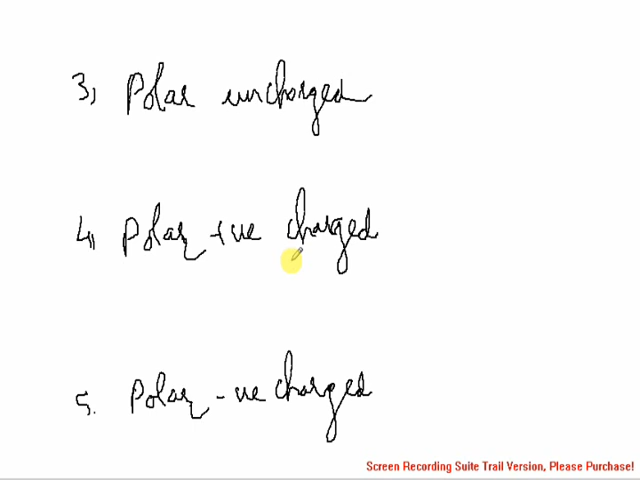 3) Polar uncharged
4) Polar +ve charged
5. Polar -ve charged
Screen Recording Suite Trail Version, Please Purchase!